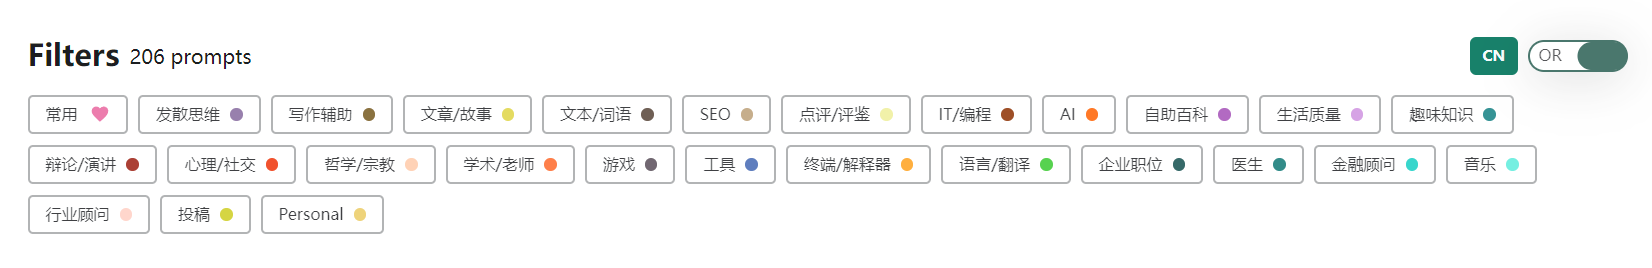 Filters 206 prompts CN OR
常用 发散思维 写作辅助 文章/故事 文本/词语 SEO 点评/评鉴 IT/编程 AI 自助百科 生活质量 趣味知识
辩论/演讲 心理/社交 哲学/宗教 学术/老师 游戏 工具 终端/解释器 语言/翻译 企业职位 医生 金融顾问 音乐
行业顾问 投稿 Personal